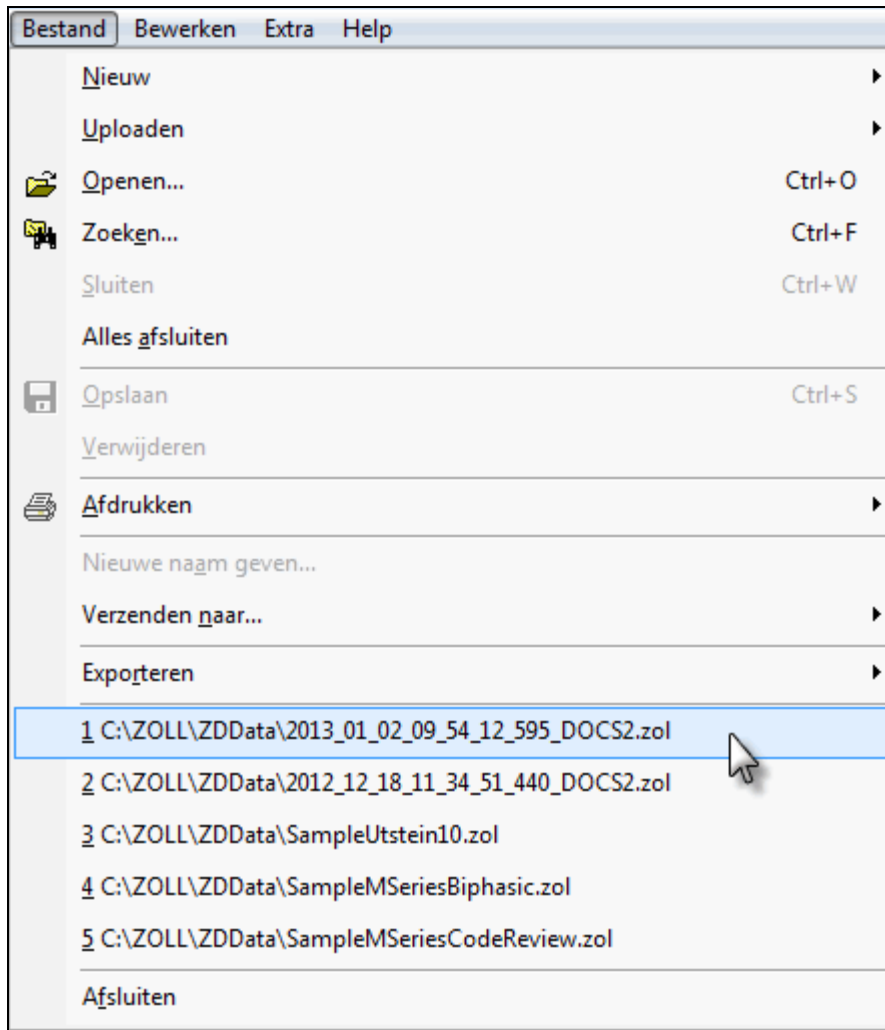 Bestand Bewerken Extra Help
Nieuw
Uploaden
Openen... Ctrl+O
Zoeken... Ctrl+F
Sluiten Ctrl+W
Alles afsluiten
Opslaan Ctrl+S
Verwijderen
Afdrukken
Nieuwe naam geven...
Verzenden naar...
Exporteren
1 C:\ZOLL\ZDData\2013_01_02_09_54_12_595_DOCS2.zol
2 C:\ZOLL\ZDData\2012_12_18_11_34_51_440_DOCS2.zol
3 C:\ZOLL\ZDData\SampleUtstein10.zol
4 C:\ZOLL\ZDData\SampleMSeriesBiphasic.zol
5 C:\ZOLL\ZDData\SampleMSeriesCodeReview.zol
Afsluiten